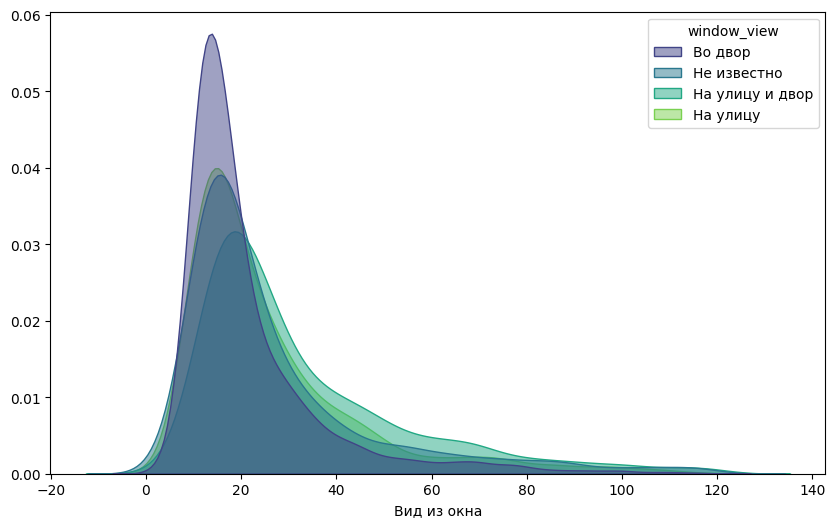 0.06
0.05
0.04
0.03
0.02
0.01
0.00
−20 0 20 40 60 80 100 120 140
Вид из окна
window_view
Во двор
Не известно
На улицу и двор
На улицу